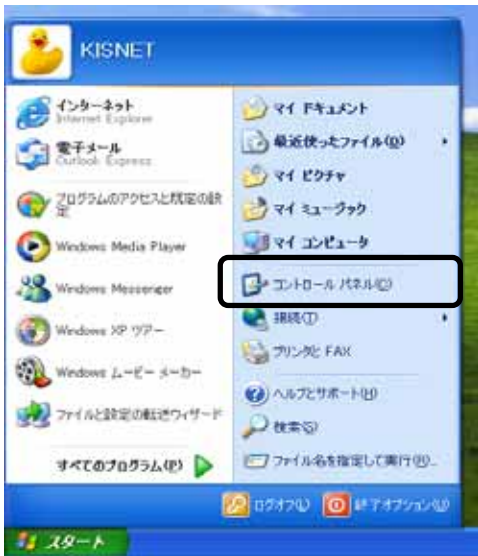 KISNET
インターネット
Internet Explorer
電子メール
Outlook Express
プログラムのアクセスと既定の設
定
Windows Media Player
Windows Messenger
Windows XP ツアー
Windows ムービー メーカー
ファイルと設定の転送ウィザード
すべてのプログラム(P)
マイ ドキュメント
最近使ったファイル(D)
マイ ピクチャ
マイ ミュージック
マイ コンピュータ
コントロール パネル(C)
接続(T)
プリンタと FAX
ヘルプとサポート(H)
検索(S)
ファイル名を指定して実行(R)...
ログオフ(L)
終了オプション(U)
スタート